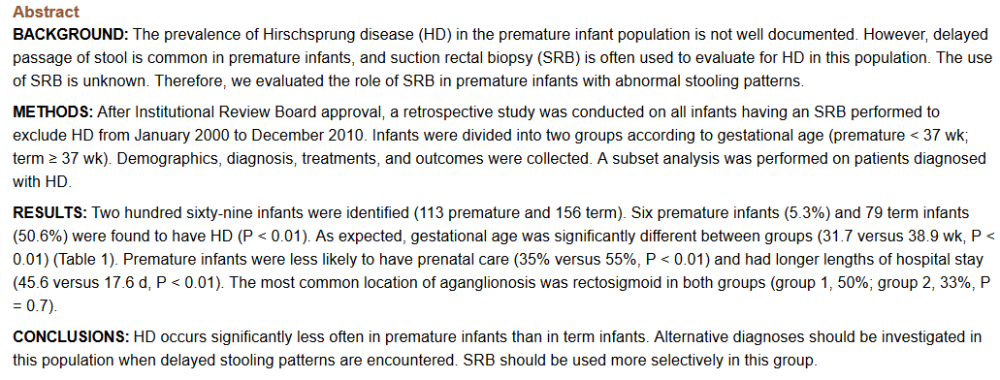 Abstract
BACKGROUND: The prevalence of Hirschsprung disease (HD) in the premature infant population is not well documented. However, delayed
passage of stool is common in premature infants, and suction rectal biopsy (SRB) is often used to evaluate for HD in this population. The use
of SRB is unknown. Therefore, we evaluated the role of SRB in premature infants with abnormal stooling patterns.
METHODS: After Institutional Review Board approval, a retrospective study was conducted on all infants having an SRB performed to
exclude HD from January 2000 to December 2010. Infants were divided into two groups according to gestational age (premature < 37 wk;
term ≥ 37 wk). Demographics, diagnosis, treatments, and outcomes were collected. A subset analysis was performed on patients diagnosed
with HD.
RESULTS: Two hundred sixty-nine infants were identified (113 premature and 156 term). Six premature infants (5.3%) and 79 term infants
(50.6%) were found to have HD (P < 0.01). As expected, gestational age was significantly different between groups (31.7 versus 38.9 wk, P <
0.01) (Table 1). Premature infants were less likely to have prenatal care (35% versus 55%, P < 0.01) and had longer lengths of hospital stay
(45.6 versus 17.6 d, P < 0.01). The most common location of aganglionosis was rectosigmoid in both groups (group 1, 50%; group 2, 33%, P
= 0.7).
CONCLUSIONS: HD occurs significantly less often in premature infants than in term infants. Alternative diagnoses should be investigated in
this population when delayed stooling patterns are encountered. SRB should be used more selectively in this group.